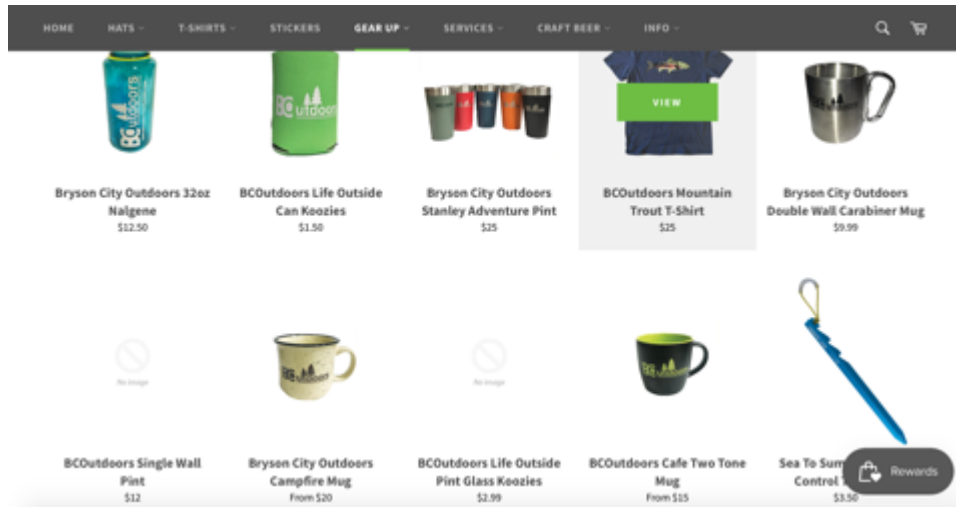 HOME HATS T-SHIRTS STICKERS GEAR UP SERVICES CRAFT BEER INFO
BCOutdoors
BCOutdoors
VIEW
Bryson City Outdoors 32oz
Nalgene
$12.50
BCOutdoors Life Outside
Can Koozies
$1.50
Bryson City Outdoors
Stanley Adventure Pint
$25
BCOutdoors Mountain
Trout T-Shirt
$25
Bryson City Outdoors
Double Wall Carabiner Mug
$9.99
No image
BCOutdoors
No image
BCOutdoors
BCOutdoors Single Wall
Pint
$12
Bryson City Outdoors
Campfire Mug
From $20
BCOutdoors Life Outside
Pint Glass Koozies
$2.99
BCOutdoors Cafe Two Tone
Mug
From $15
Sea To
Control
$3.50
Rewards